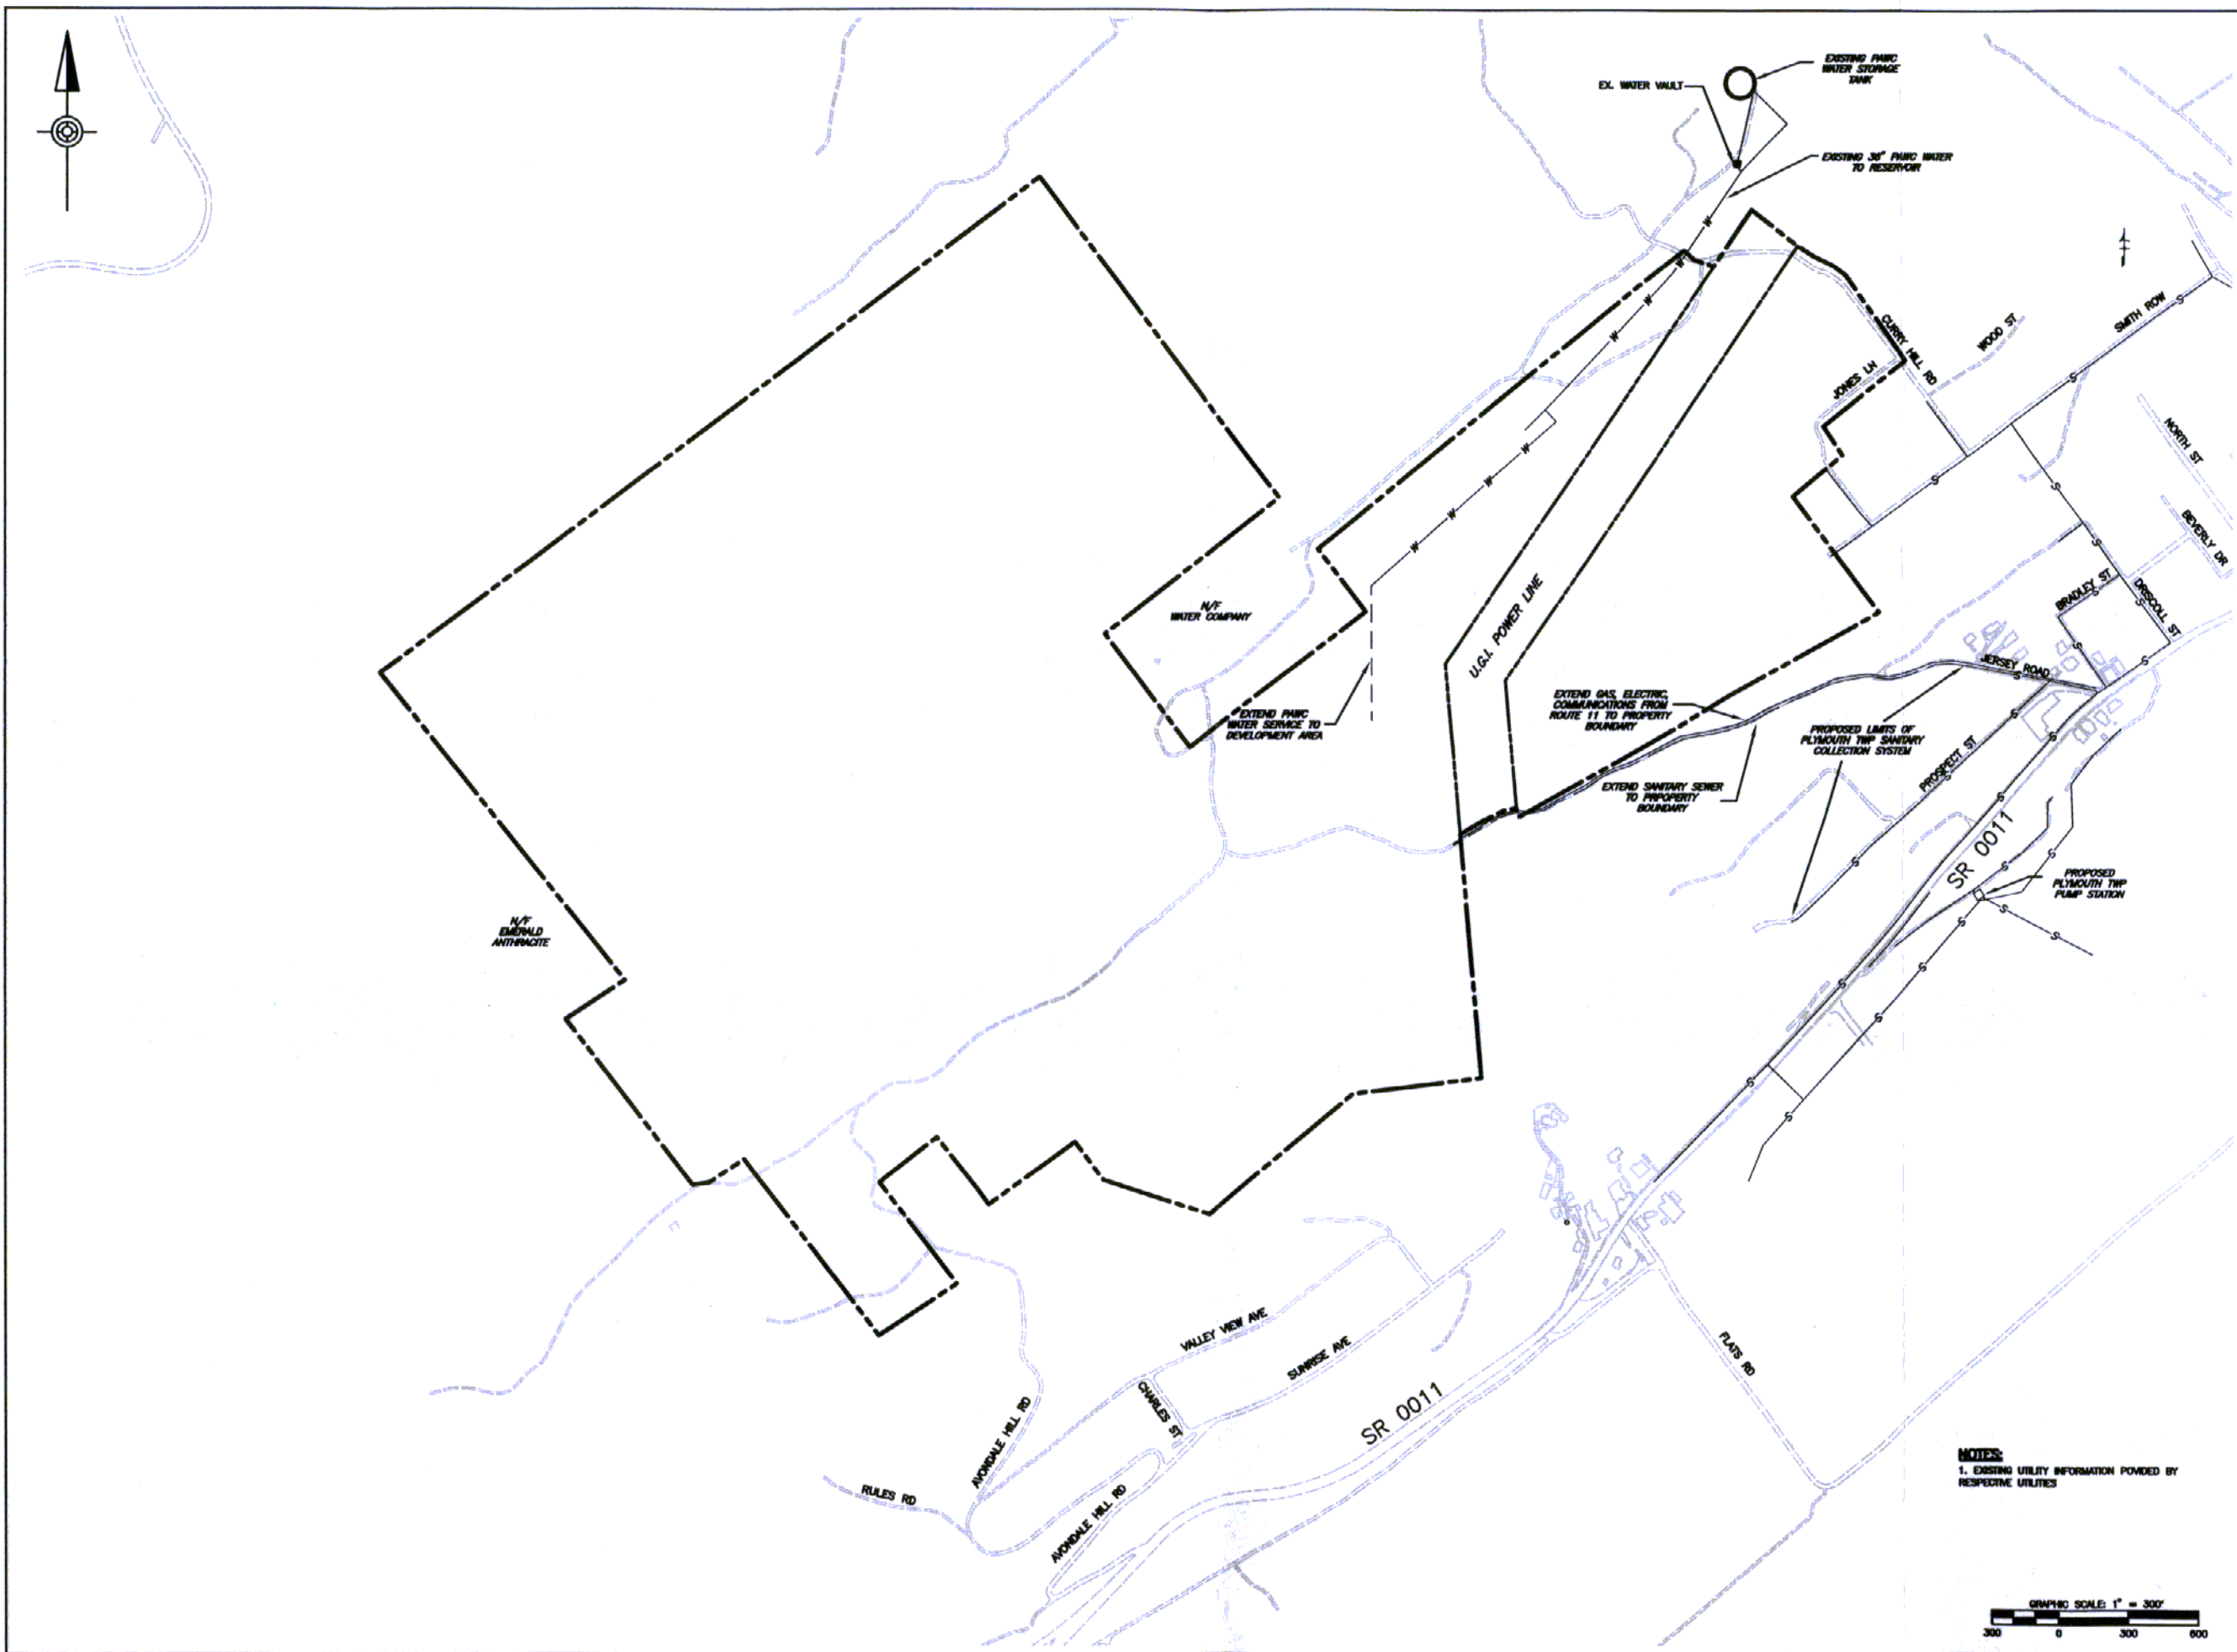 EXISTING PAWC
WATER STORAGE
TANK
EX. WATER VAULT
EXISTING 36" PAWC WATER
TO RESERVOIR
W
W
W
W
W
W
W
W
W
CURRY HILL RD
JONES LN
WOOD ST
SMITH ROW
S
S
S
NORTH ST
BEVERLY DR
S
S
BRADLEY ST
S
S
DRISCOLL ST
S
S
N/F
WATER COMPANY
U.G.I. POWER LINE
EXTEND PAWC
WATER SERVICE TO
DEVELOPMENT AREA
EXTEND GAS, ELECTRIC,
COMMUNICATIONS FROM
ROUTE 11 TO PROPERTY
BOUNDARY
JERSEY ROAD
S
PROPOSED LIMITS OF
PLYMOUTH TWP SANITARY
COLLECTION SYSTEM
EXTEND SANITARY SEWER
TO PRPOPERTY
BOUNDARY
S
PROSPECT ST
S
S
S
S
SR 0011
S
S
PROPOSED
PLYMOUTH TWP
PUMP STATION
S
S
S
S
S
S
S
S
N/F
EMERALD
ANTHRACITE
VALLEY VIEW AVE
SUNRISE AVE
CHARLES ST
SR 0011
FLATS RD
AVONDALE HILL RD
RULES RD
AVONDALE HILL RD
NOTES:
1. EXISTING UTILITY INFORMATION POVIDED BY
RESPECTIVE UTILITIES
GRAPHIC SCALE: 1" = 300'
300 0 300 600